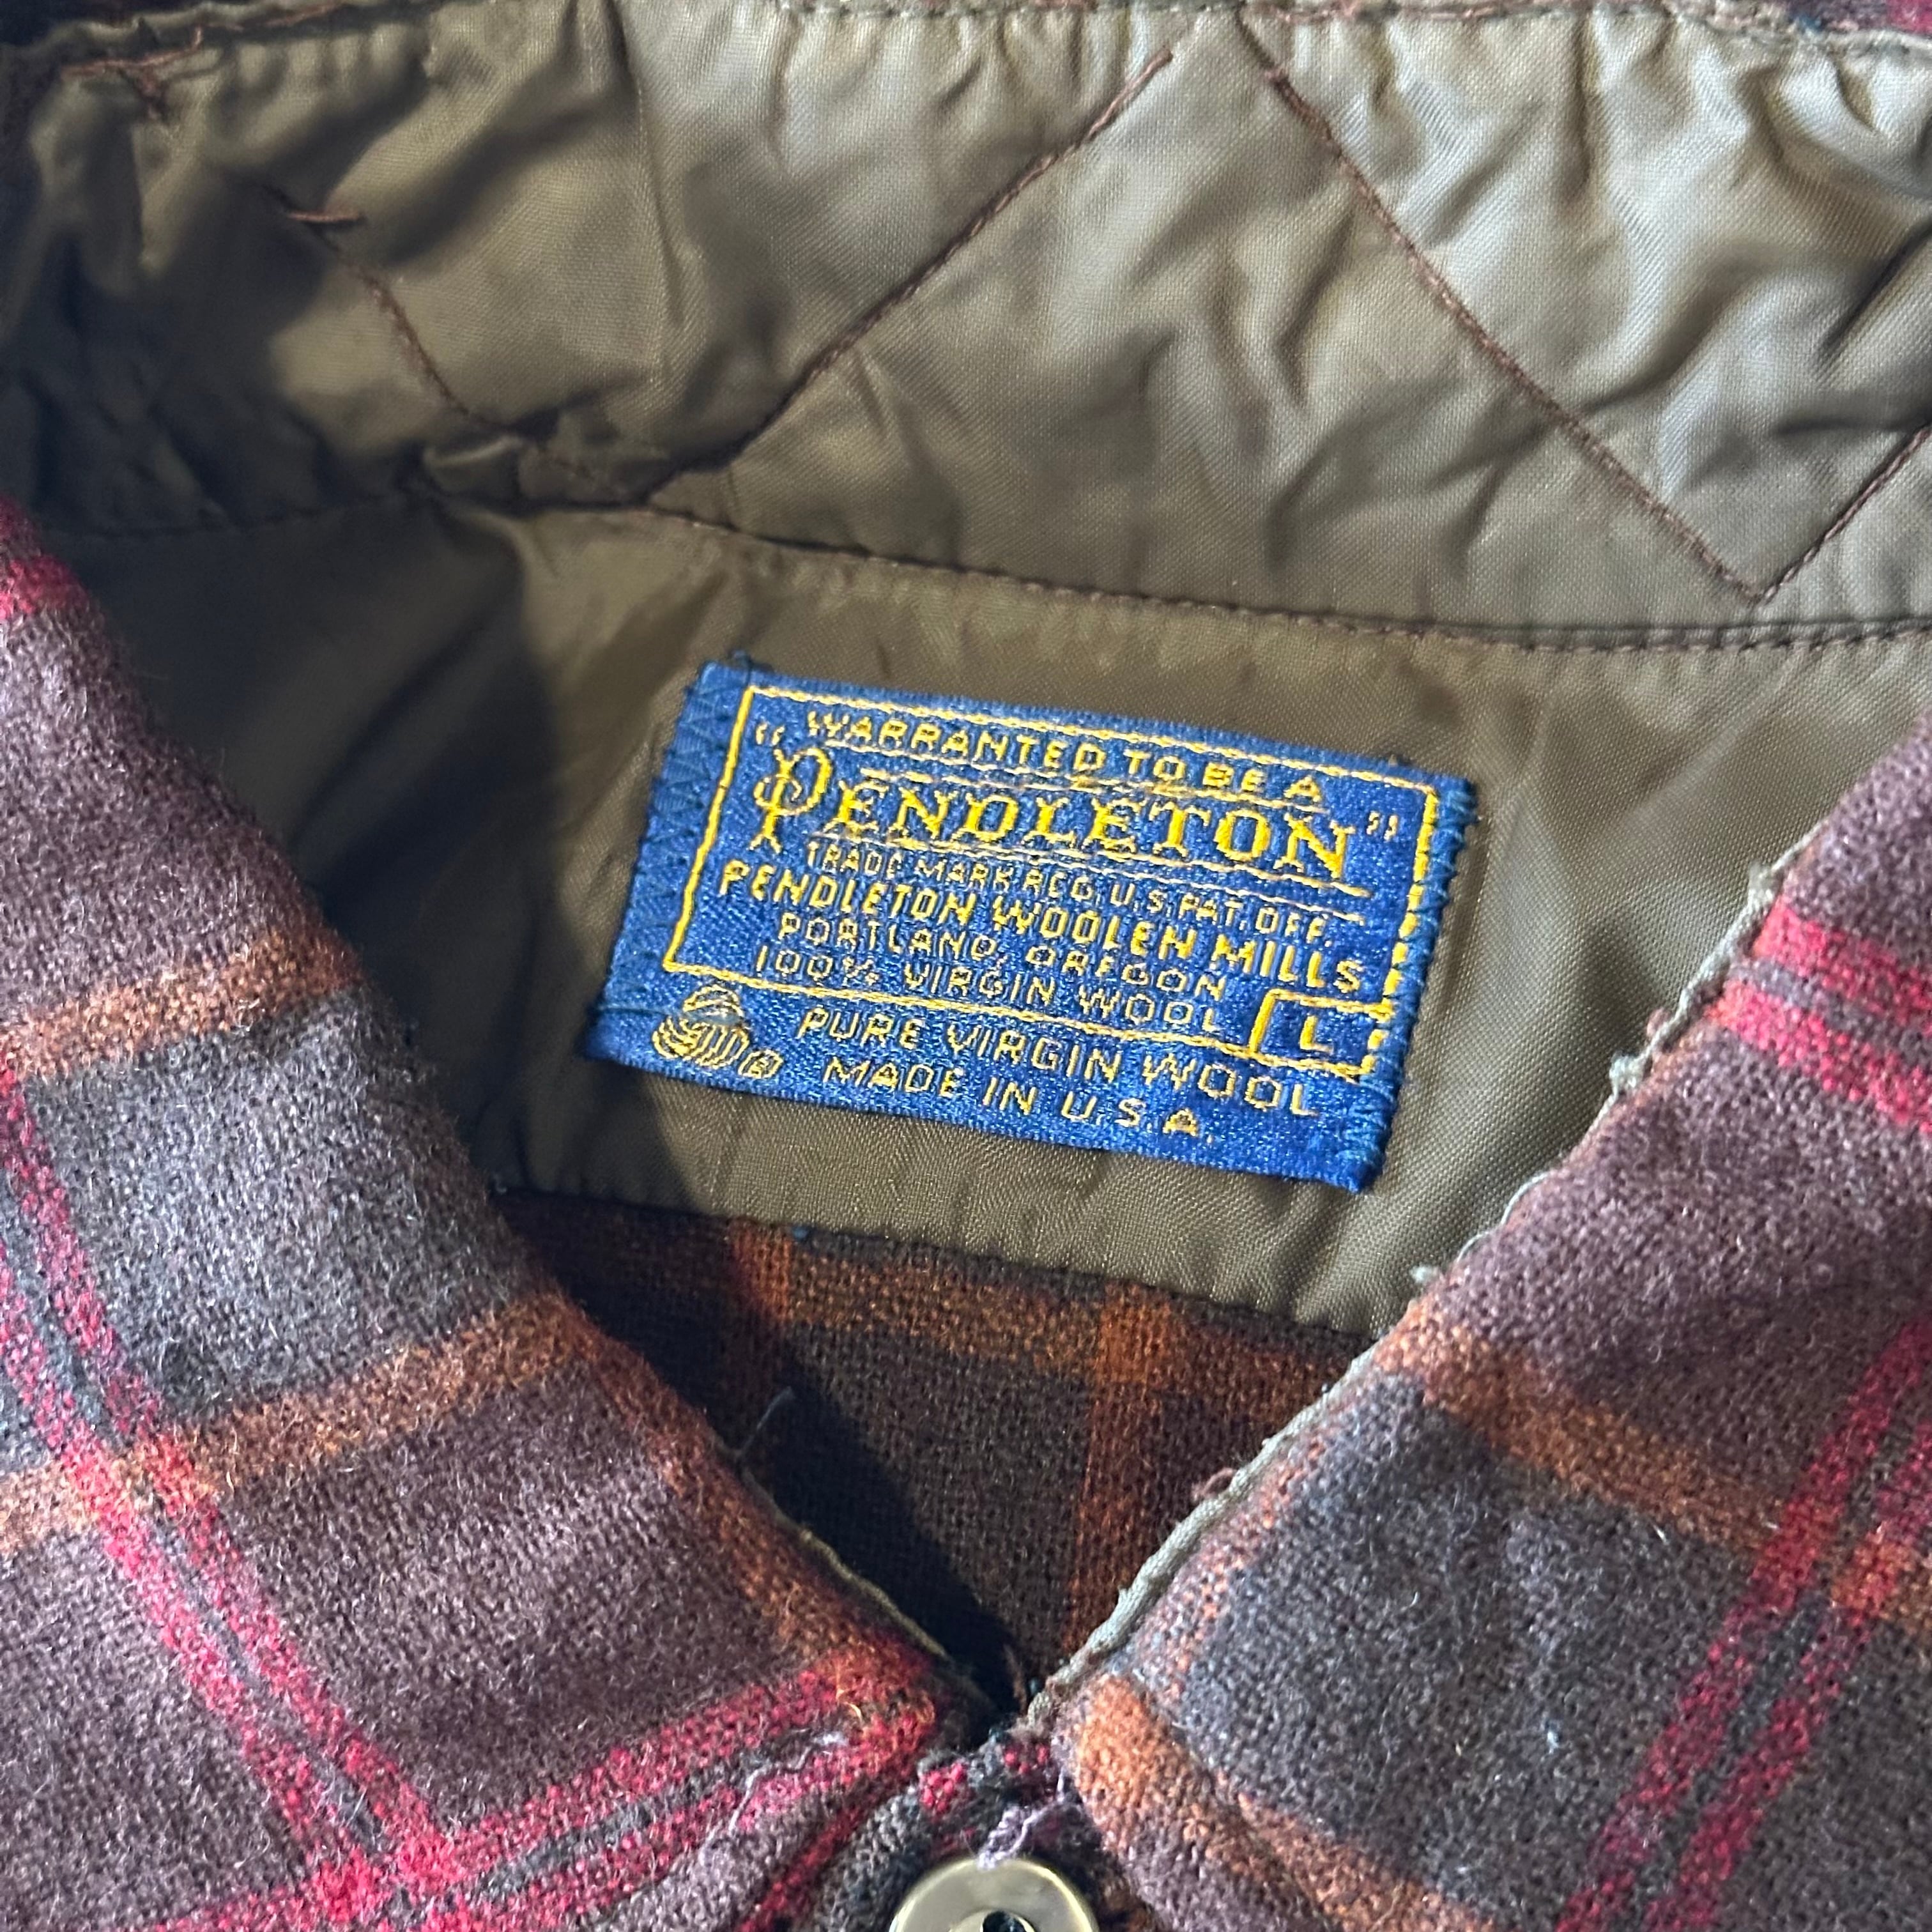 WARRANTED TO BE A
"PENDLETON"
TRADE MARK REG. U.S. PAT. OFF.
PENDLETON WOOLEN MILLS
PORTLAND, OREGON
100% VIRGIN WOOL
L
PURE VIRGIN WOOL
® MADE IN U.S.A.